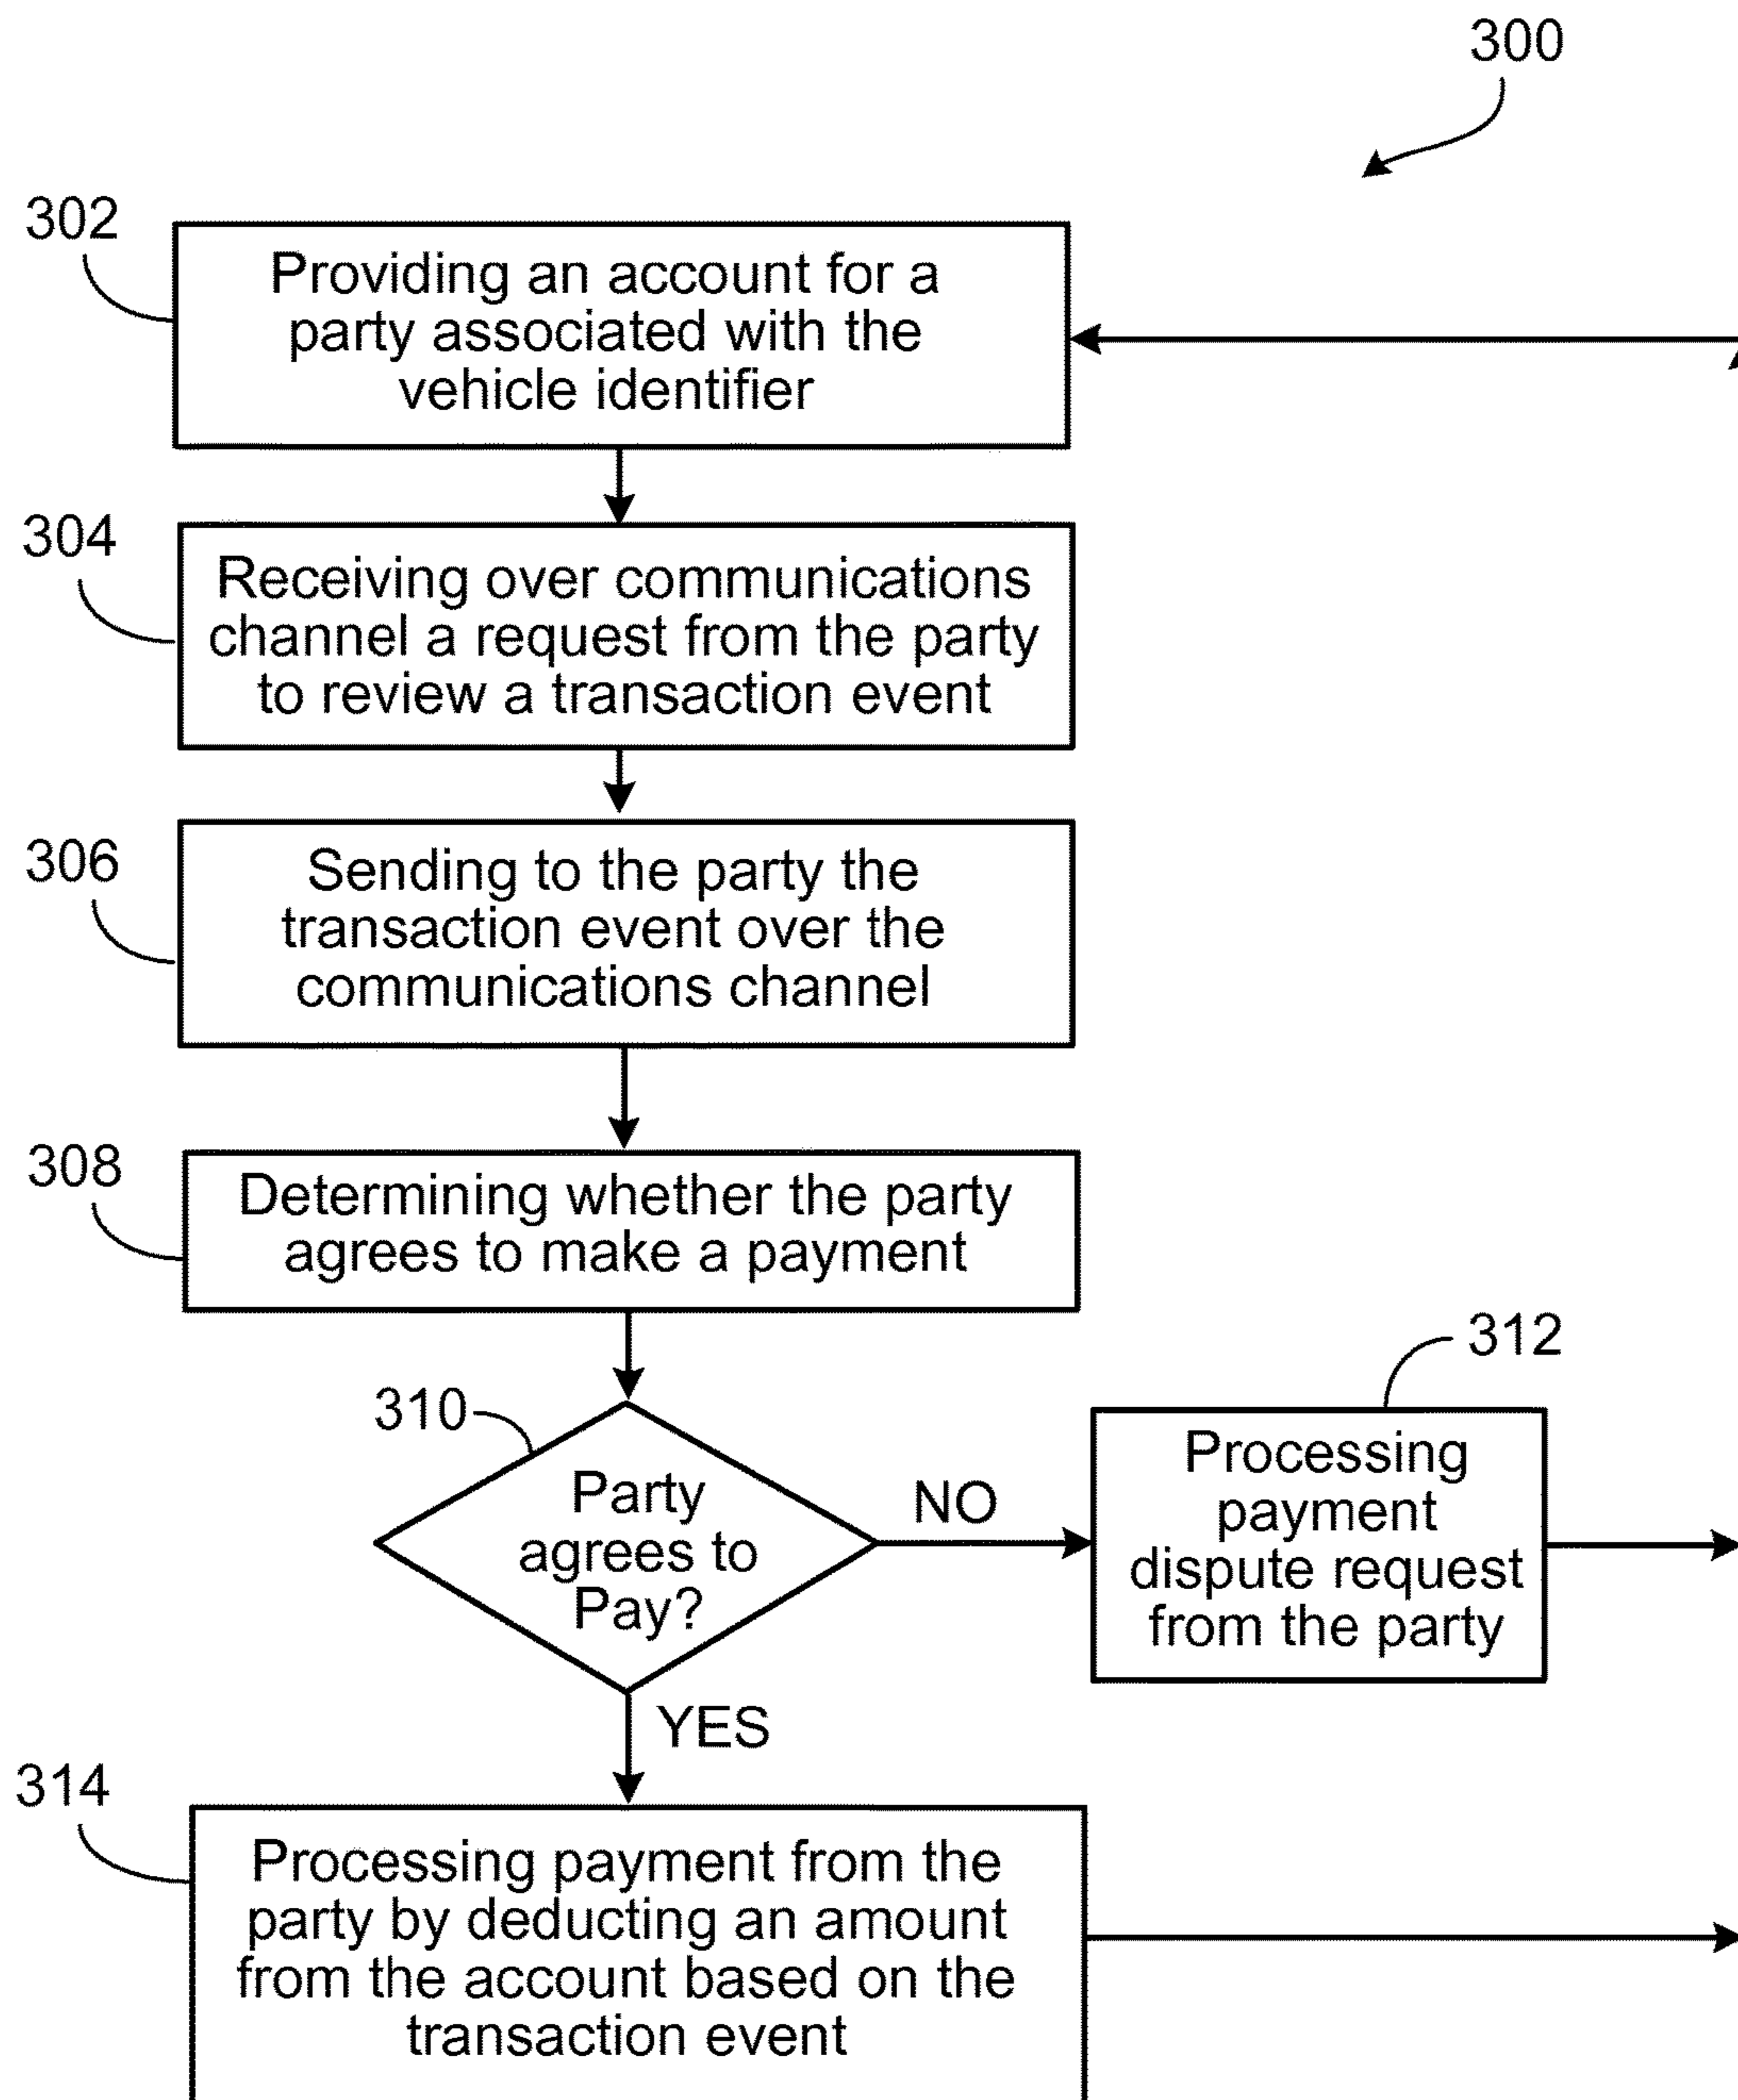 300
302
Providing an account for a
party associated with the
vehicle identifier
304
Receiving over communications
channel a request from the party
to review a transaction event
306
Sending to the party the
transaction event over the
communications channel
308
Determining whether the party
agrees to make a payment
310
Party
agrees to
Pay?
NO
312
Processing
payment
dispute request
from the party
YES
314
Processing payment from the
party by deducting an amount
from the account based on the
transaction event